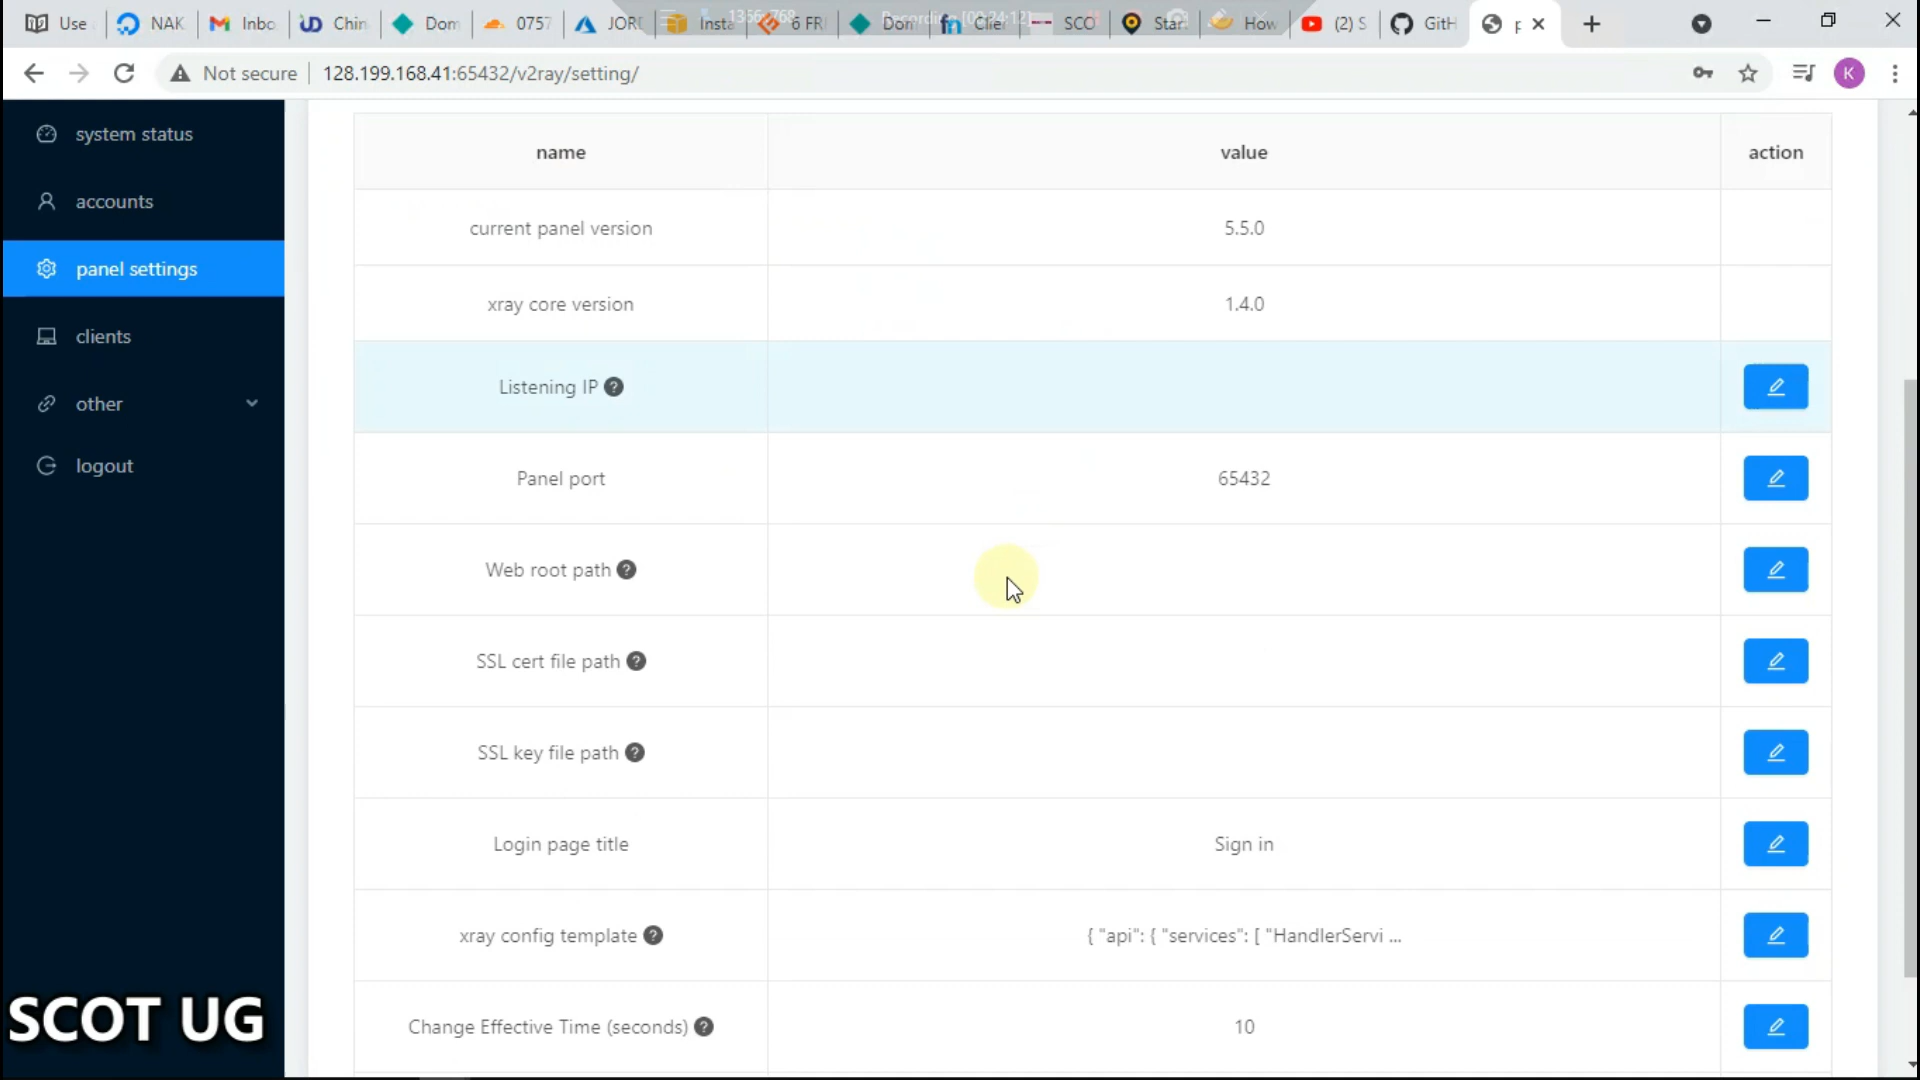 Use
NAK
Inbo
Chin
Dom
0757
JORD
Insta
6 FR
Dom
Clie
SCO
Star
How
(2) S
GitH
Not secure
128.199.168.41:65432/v2ray/setting/
K
system status
accounts
panel settings
clients
other
logout
name value action
current panel version 5.5.0
xray core version 1.4.0
Listening IP
Panel port 65432
Web root path
SSL cert file path
SSL key file path
Login page title Sign in
xray config template { "api": { "services": [ "HandlerServi ...
Change Effective Time (seconds) 10
SCOT UG